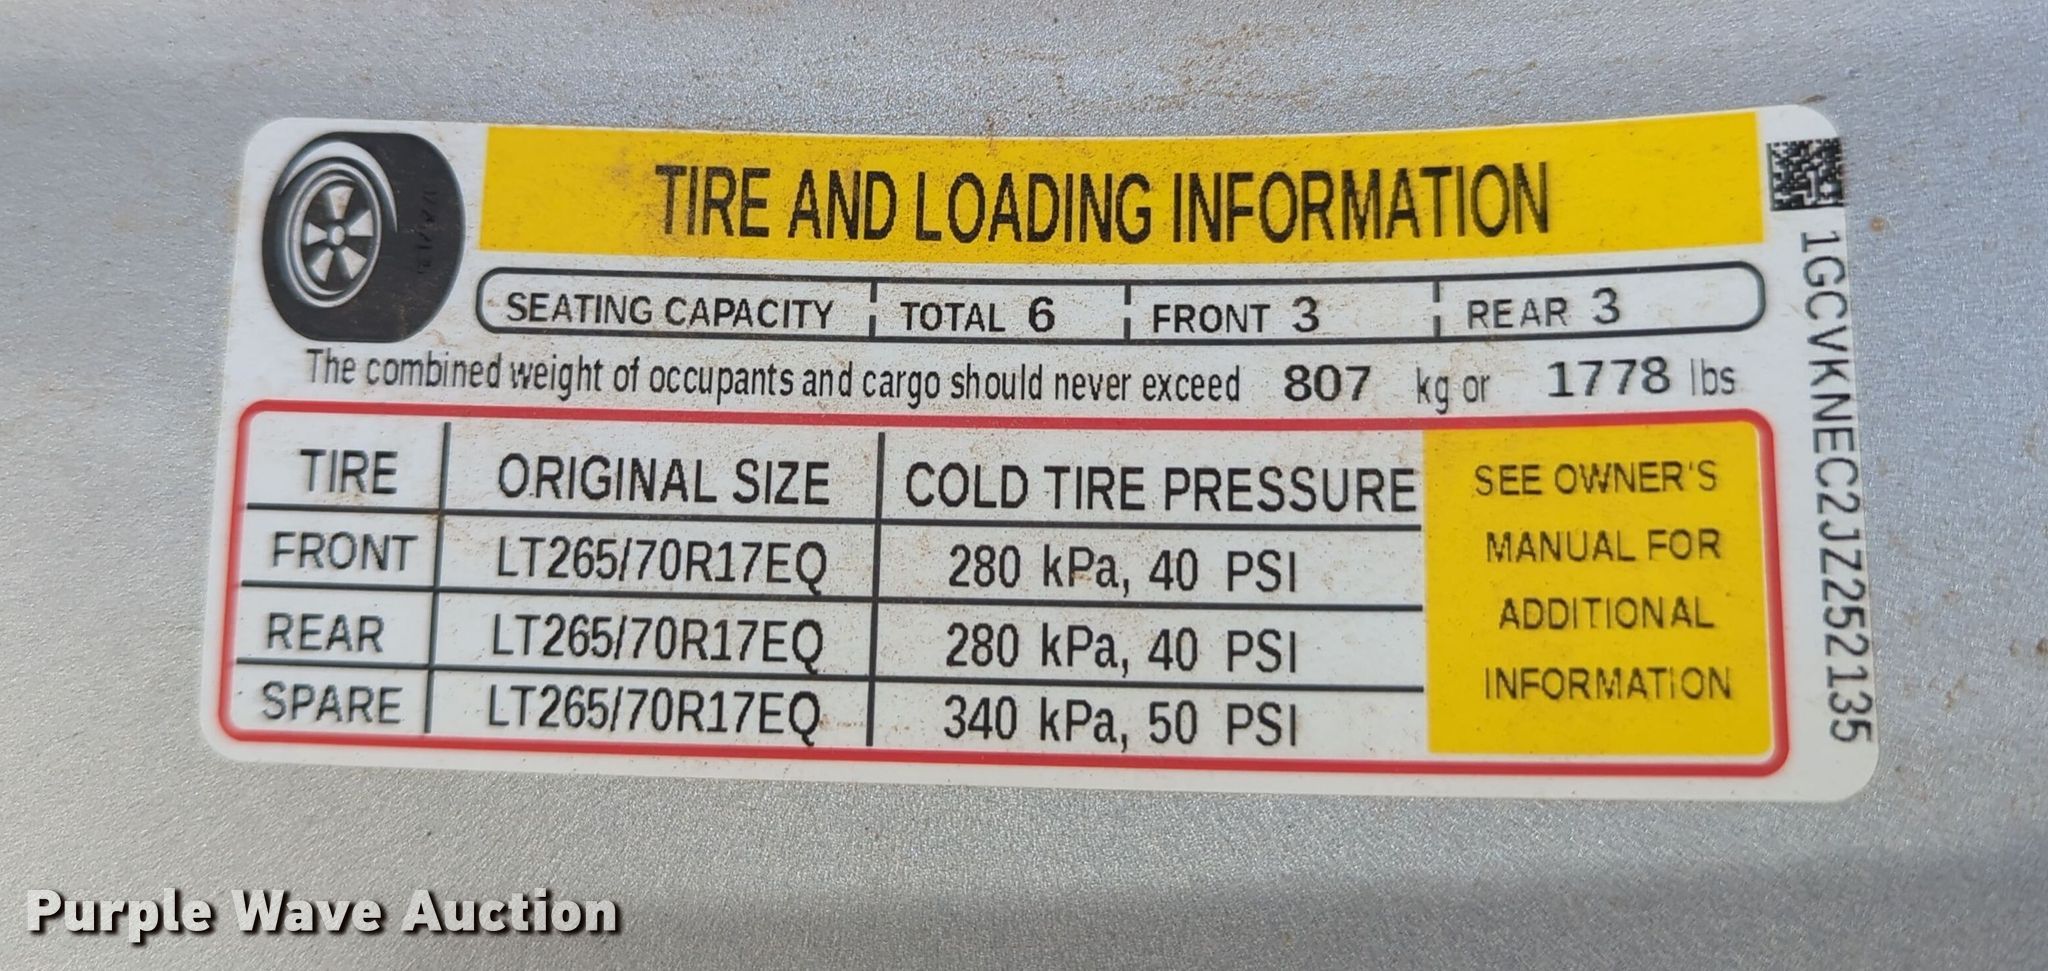 TIRE AND LOADING INFORMATION
SEATING CAPACITY TOTAL 6 FRONT 3 REAR 3
The combined weight of occupants and cargo should never exceed 807 kg or 1778 lbs
TIRE ORIGINAL SIZE COLD TIRE PRESSURE
FRONT LT265/70R17EQ 280 kPa, 40 PSI
REAR LT265/70R17EQ 280 kPa, 40 PSI
SPARE LT265/70R17EQ 340 kPa, 50 PSI
SEE OWNER'S
MANUAL FOR
ADDITIONAL
INFORMATION
1GCVKNEC2JZ252135
Purple Wave Auction